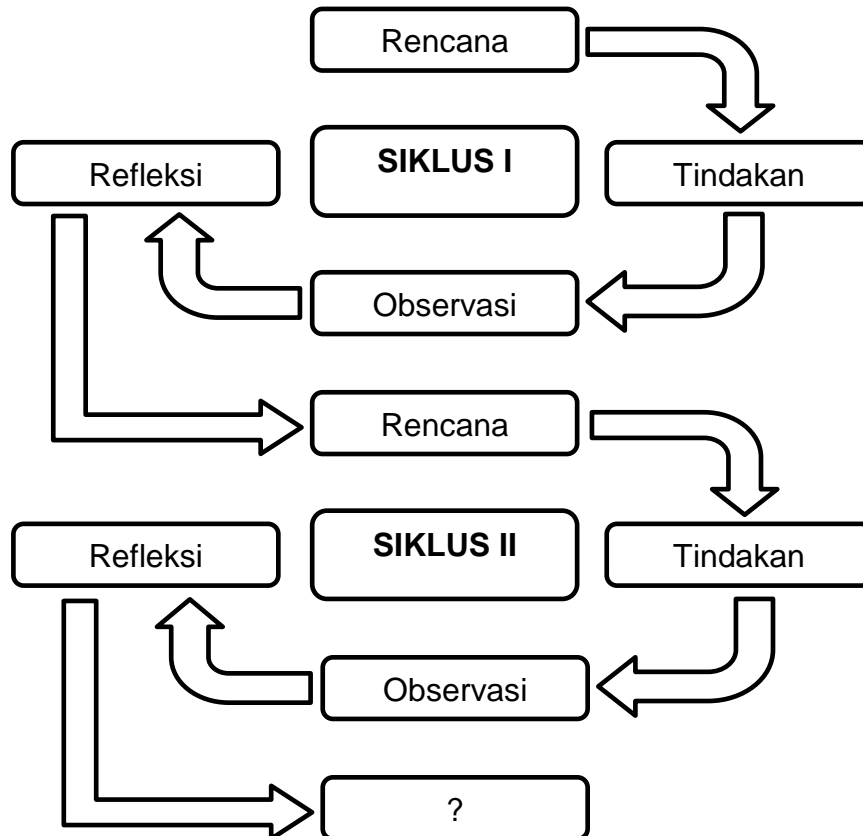 Rencana
Refleksi
SIKLUS I
Tindakan
Observasi
Rencana
Refleksi
SIKLUS II
Tindakan
Observasi
?